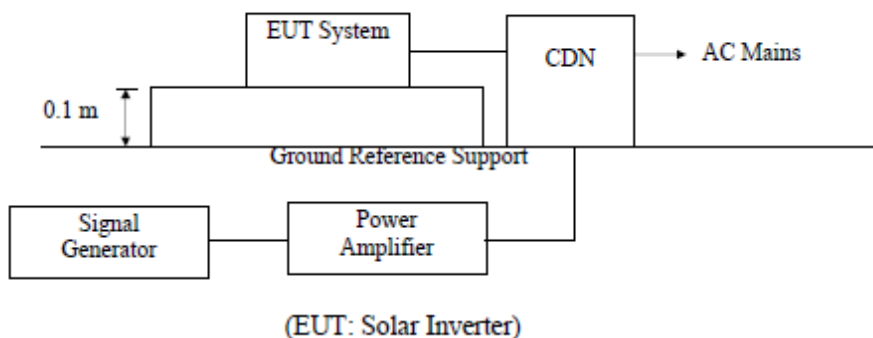 EUT System
CDN
AC Mains
0.1 m
Ground Reference Support
Signal
Generator
Power
Amplifier
(EUT: Solar Inverter)